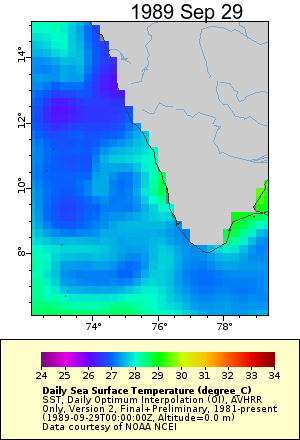 1989 Sep 29
15°
12°
10°
8°
74°
76°
78°
24 25 26 27 28 29 30 31 32 33 34
Daily Sea Surface Temperature (degree_C)
SST, Daily Optimum Interpolation (OI), AVHRR
Only, Version 2, Final+Preliminary, 1981-present
(1989-09-29T00:00:00Z, Altitude=0.0 m)
Data courtesy of NOAA NCEI